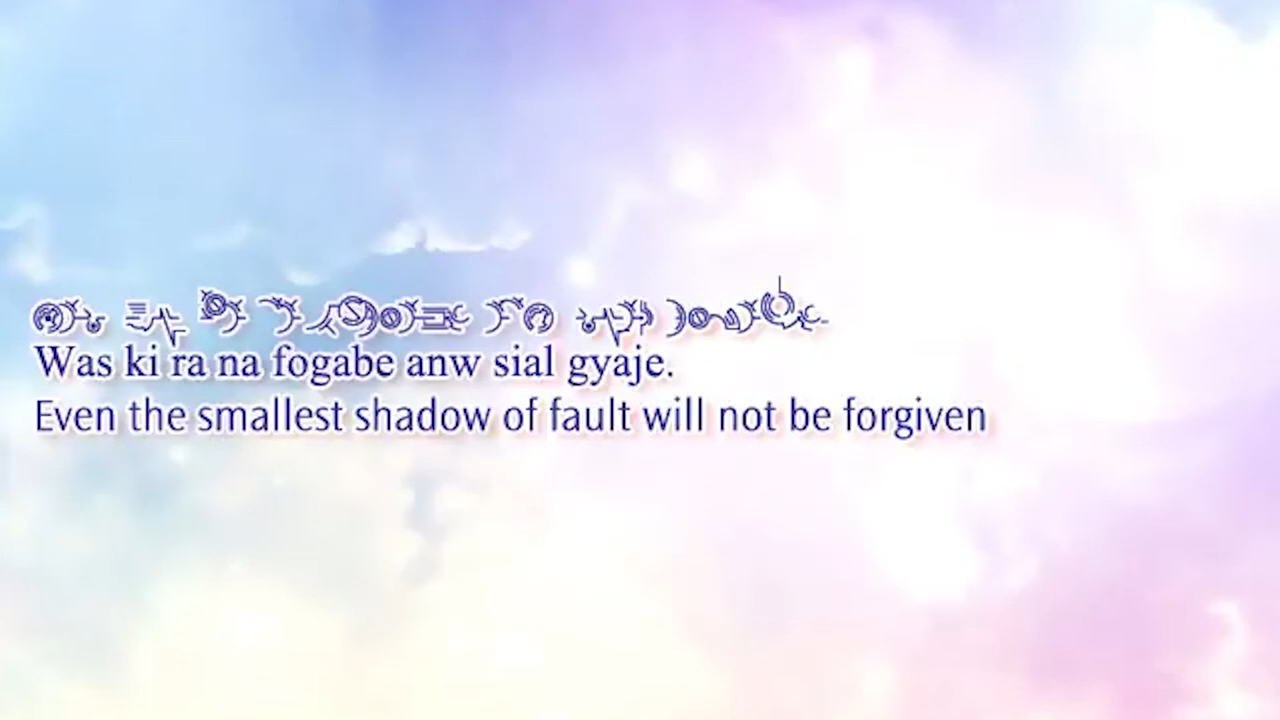 Was ki ra na fogabe anw sial gyaje.
Even the smallest shadow of fault will not be forgiven